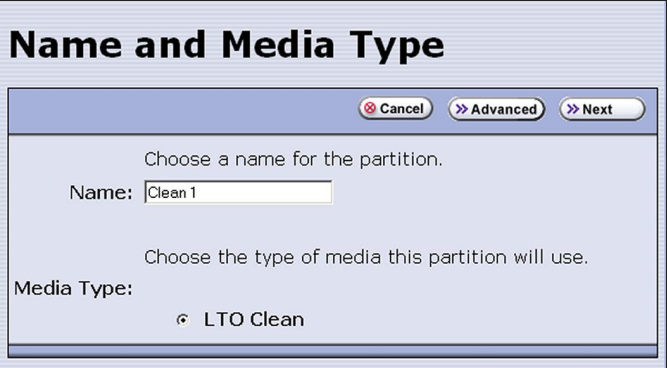 Name and Media Type
Cancel Advanced Next
Choose a name for the partition.
Name: Clean 1
Choose the type of media this partition will use.
Media Type:
LTO Clean